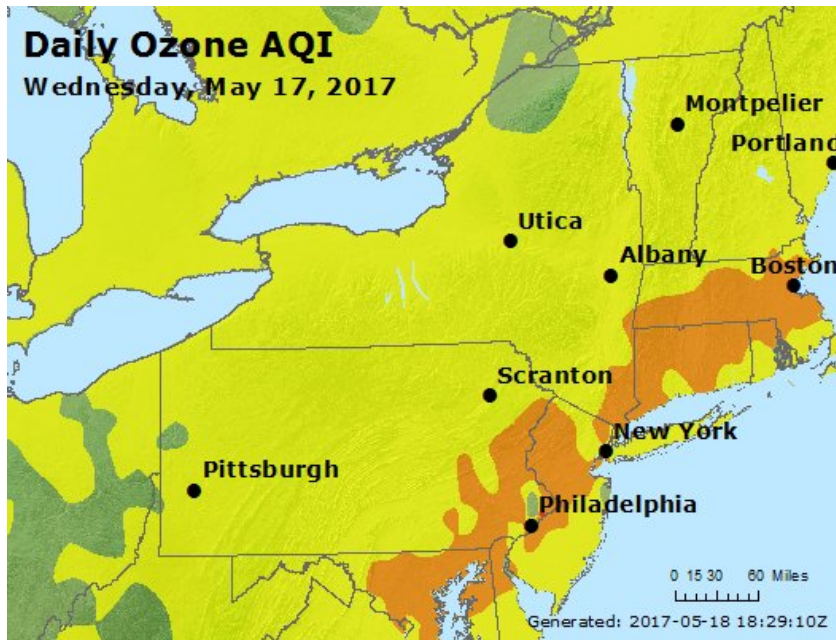 Daily Ozone AQI
Wednesday, May 17, 2017
Montpelier
Portland
Utica
Albany
Boston
Scranton
New York
Pittsburgh
Philadelphia
0 15 30 60 Miles
Generated: 2017-05-18 18:29:10Z